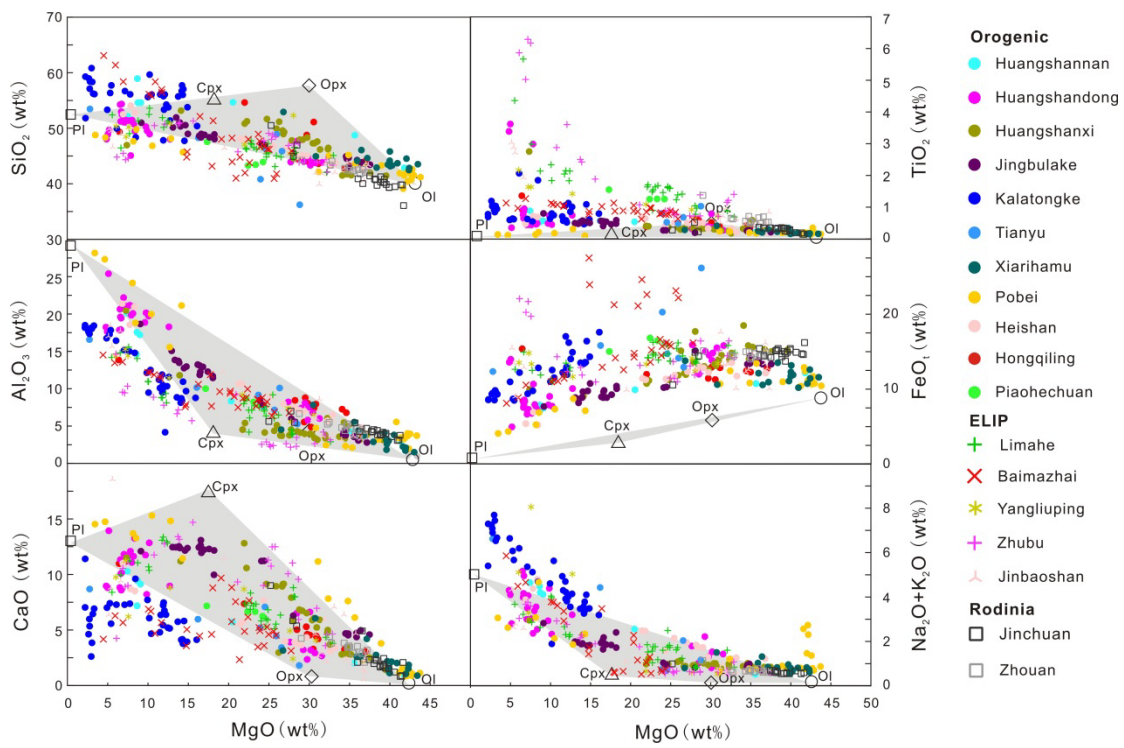 70
60
50
40
SiO₂ (wt%)
Pl
Cpx
Opx
Ol
7
6
5
4
3
2
1
0
TiO₂ (wt%)
Pl
Cpx
Opx
Ol
30
25
20
15
10
5
0
Al₂O₃ (wt%)
Pl
Cpx
Opx
Ol
20
10
0
FeOₜ (wt%)
Pl
Cpx
Opx
Ol
15
10
5
0
CaO (wt%)
Pl
Cpx
Opx
Ol
8
6
4
2
0
Na₂O+K₂O (wt%)
Cpx
Opx
Ol
0 5 10 15 20 25 30 35 40 45
5 10 15 20 25 30 35 40 45 50
MgO (wt%)
MgO (wt%)
Orogenic
Huangshannan
Huangshandong
Huangshanxi
Jingbulake
Kalatongke
Tianyu
Xiarihamu
Pobei
Heishan
Hongqiling
Piaohechuan
ELIP
Limahe
Baimazhai
Yangliuping
Zhubu
Jinbaoshan
Rodinia
Jinchuan
Zhouan